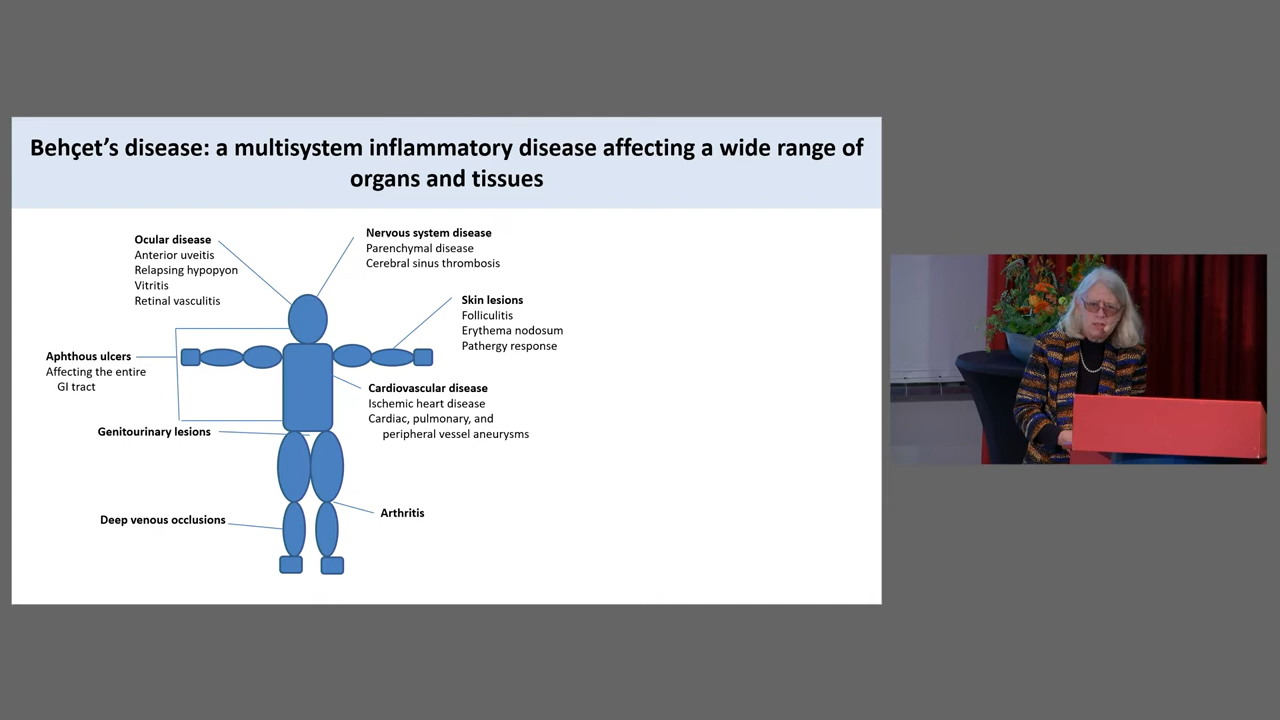 Behçet's disease: a multisystem inflammatory disease affecting a wide range of
organs and tissues
Ocular disease
Anterior uveitis
Relapsing hypopyon
Vitritis
Retinal vasculitis
Nervous system disease
Parenchymal disease
Cerebral sinus thrombosis
Skin lesions
Folliculitis
Erythema nodosum
Pathergy response
Aphthous ulcers
Affecting the entire
GI tract
Cardiovascular disease
Ischemic heart disease
Cardiac, pulmonary, and
peripheral vessel aneurysms
Genitourinary lesions
Deep venous occlusions
Arthritis